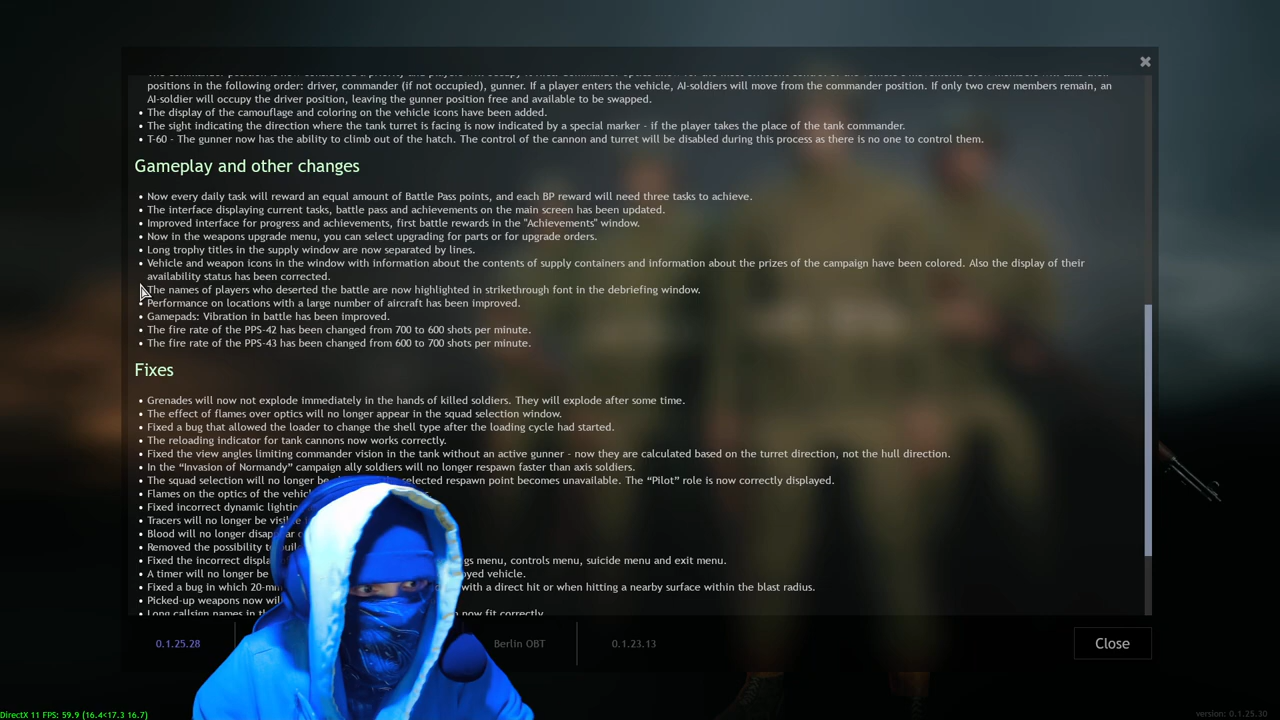 positions in the following order: driver, commander (if not occupied), gunner. If a player enters the vehicle, AI-soldiers will move from the commander position. If only two crew members remain, an
AI-soldier will occupy the driver position, leaving the gunner position free and available to be swapped.
• The display of the camouflage and coloring on the vehicle icons have been added.
• The sight indicating the direction where the tank turret is facing is now indicated by a special marker - if the player takes the place of the tank commander.
• T-60 - The gunner now has the ability to climb out of the hatch. The control of the cannon and turret will be disabled during this process as there is no one to control them.
Gameplay and other changes
• Now every daily task will reward an equal amount of Battle Pass points, and each BP reward will need three tasks to achieve.
• The interface displaying current tasks, battle pass and achievements on the main screen has been updated.
• Improved interface for progress and achievements, first battle rewards in the "Achievements" window.
• Now in the weapons upgrade menu, you can select upgrading for parts or for upgrade orders.
• Long trophy titles in the supply window are now separated by lines.
• Vehicle and weapon icons in the window with information about the contents of supply containers and information about the prizes of the campaign have been colored. Also the display of their
availability status has been corrected.
The names of players who deserted the battle are now highlighted in strikethrough font in the debriefing window.
• Performance on locations with a large number of aircraft has been improved.
• Gamepads: Vibration in battle has been improved.
• The fire rate of the PPS-42 has been changed from 700 to 600 shots per minute.
• The fire rate of the PPS-43 has been changed from 600 to 700 shots per minute.
Fixes
• Grenades will now not explode immediately in the hands of killed soldiers. They will explode after some time.
• The effect of flames over optics will no longer appear in the squad selection window.
• Fixed a bug that allowed the loader to change the shell type after the loading cycle had started.
• The reloading indicator for tank cannons now works correctly.
• Fixed the view angles limiting commander vision in the tank without an active gunner - now they are calculated based on the turret direction, not the hull direction.
• In the “Invasion of Normandy” campaign ally soldiers will no longer respawn faster than axis soldiers.
• The squad selection will no longer be selected respawn point becomes unavailable. The “Pilot” role is now correctly displayed.
• Flames on the optics of the
• Fixed incorrect dynamic
• Tracers will no longer be
• Blood will no longer
• Removed the possibility to
• Fixed the incorrect menu, controls menu, suicide menu and exit menu.
• A timer will no longer be vehicle.
• Fixed a bug in which with a direct hit or when hitting a nearby surface within the blast radius.
• Picked-up weapons now
• Long callsign names in now fit correctly.
0.1.25.28
Berlin OBT
0.1.23.13
Close
DirectX 11 FPS: 59.9 (16.4<17.3 16.7)
version: 0.1.25.30